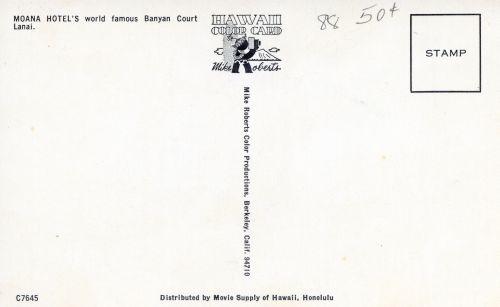 MOANA HOTEL'S world famous Banyan Court
Lanai.
HAWAII
COLOR CARD
Mike Roberts
88 50¢
STAMP
Mike Roberts Color Productions, Berkeley, Calif. 94710
C7645
Distributed by Movie Supply of Hawaii, Honolulu